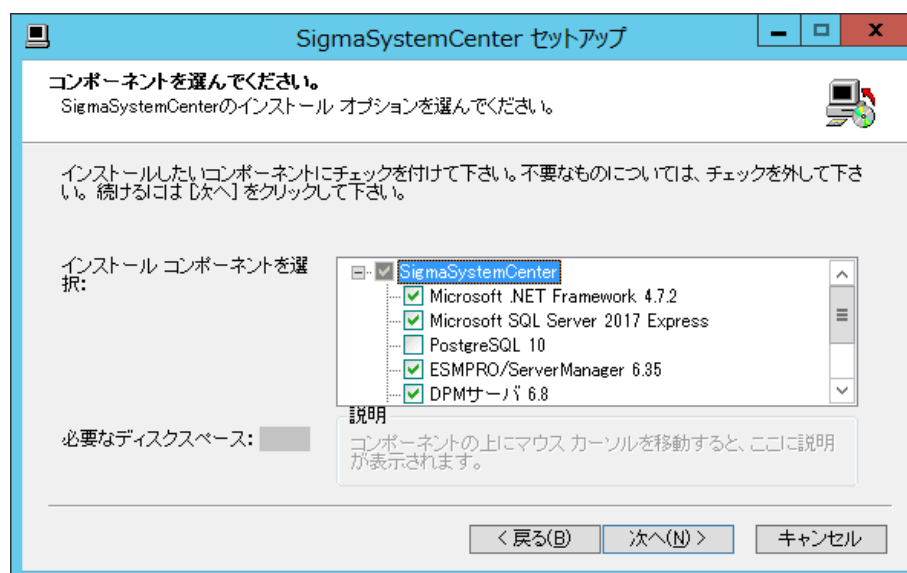 SigmaSystemCenter セットアップ
コンポーネントを選んでください。
SigmaSystemCenterのインストール オプションを選んでください。
インストールしたいコンポーネントにチェックを付けて下さい。不要なものについては、チェックを外して下さ
い。続けるには [次へ] をクリックして下さい。
インストール コンポーネントを選
択:
SigmaSystemCenter
Microsoft .NET Framework 4.7.2
Microsoft SQL Server 2017 Express
PostgreSQL 10
ESMPRO/ServerManager 6.35
DPMサーバ 6.8
必要なディスクスペース:
説明
コンポーネントの上にマウス カーソルを移動すると、ここに説明
が表示されます。
< 戻る(B)
次へ(N) >
キャンセル